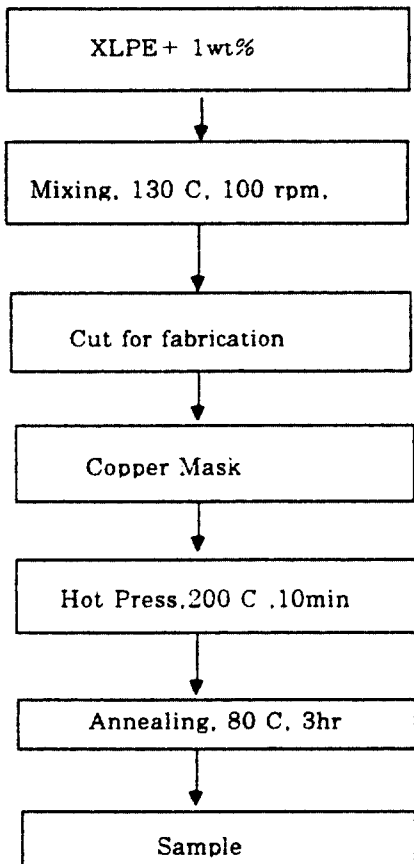 XLPE + 1wt%
Mixing, 130 C, 100 rpm,
Cut for fabrication
Copper Mask
Hot Press,200 C ,10min
Annealing, 80 C, 3hr
Sample